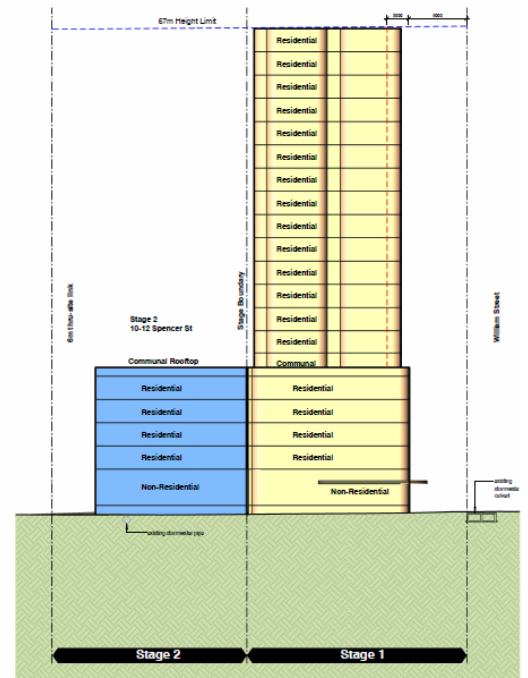 67m Height Limit
3000
Residential
Residential
Residential
Residential
Residential
Residential
Residential
Residential
Residential
Residential
Residential
Residential
Residential
Residential
Communal
6m thru-site link
Stage 2
10-12 Spencer St
Stage Boundary
William Street
Communal Rooftop
Residential
Residential
Residential
Residential
Residential
Residential
Residential
Residential
Non-Residential
Non-Residential
existing
stormwater
culvert
existing stormwater pipe
Stage 2
Stage 1